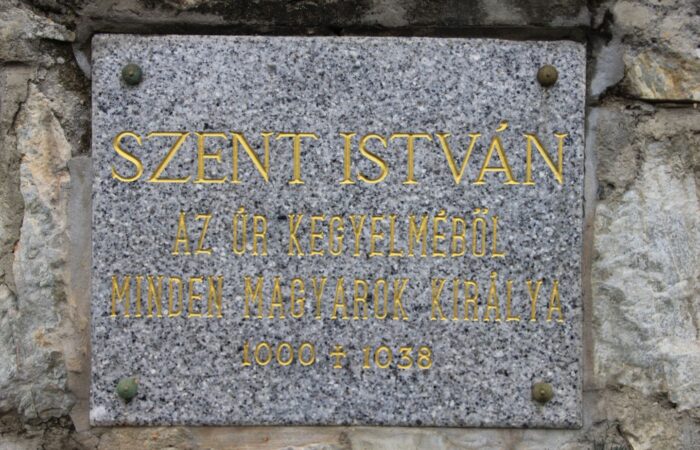 SZENT ISTVÁN
AZ ÚR KEGYELMÉBŐL
MINDEN MAGYAROK KIRÁLYA
1000 ✝ 1038